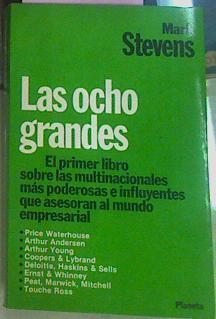 Mark
Stevens
Las ocho
grandes
El primer libro
sobre las multinacionales
más poderosas e influyentes
que asesoran al mundo
empresarial
• Price Waterhouse
• Arthur Andersen
• Arthur Young
• Coopers & Lybrand
• Deloitte, Haskins & Sells
• Ernst & Whinney
• Peat, Marwick, Mitchell
• Touche Ross
Planeta